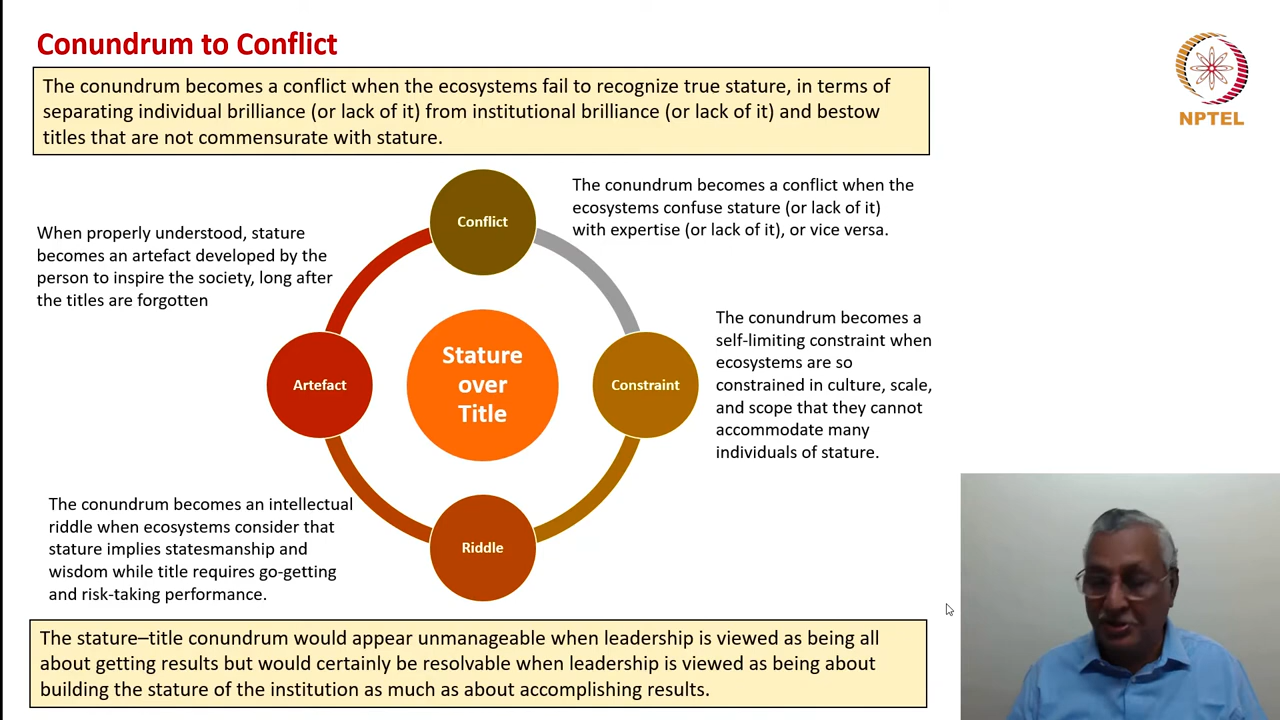 Conundrum to Conflict
NPTEL
The conundrum becomes a conflict when the ecosystems fail to recognize true stature, in terms of
separating individual brilliance (or lack of it) from institutional brilliance (or lack of it) and bestow
titles that are not commensurate with stature.
Conflict
The conundrum becomes a conflict when the
ecosystems confuse stature (or lack of it)
with expertise (or lack of it), or vice versa.
When properly understood, stature
becomes an artefact developed by the
person to inspire the society, long after
the titles are forgotten
Artefact
Stature
over
Title
Constraint
The conundrum becomes a
self-limiting constraint when
ecosystems are so
constrained in culture, scale,
and scope that they cannot
accommodate many
individuals of stature.
The conundrum becomes an intellectual
riddle when ecosystems consider that
stature implies statesmanship and
wisdom while title requires go-getting
and risk-taking performance.
Riddle
The stature–title conundrum would appear unmanageable when leadership is viewed as being all
about getting results but would certainly be resolvable when leadership is viewed as being about
building the stature of the institution as much as about accomplishing results.